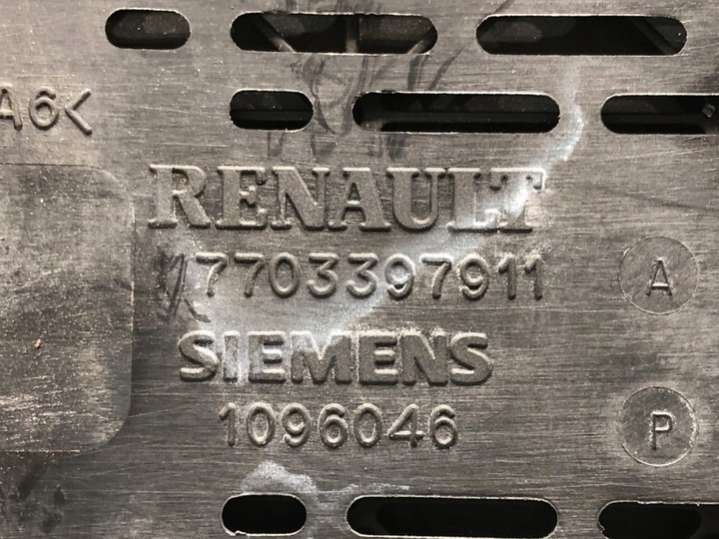 A6<
RENAULT
7703397911
A
SIEMENS
1096046
P